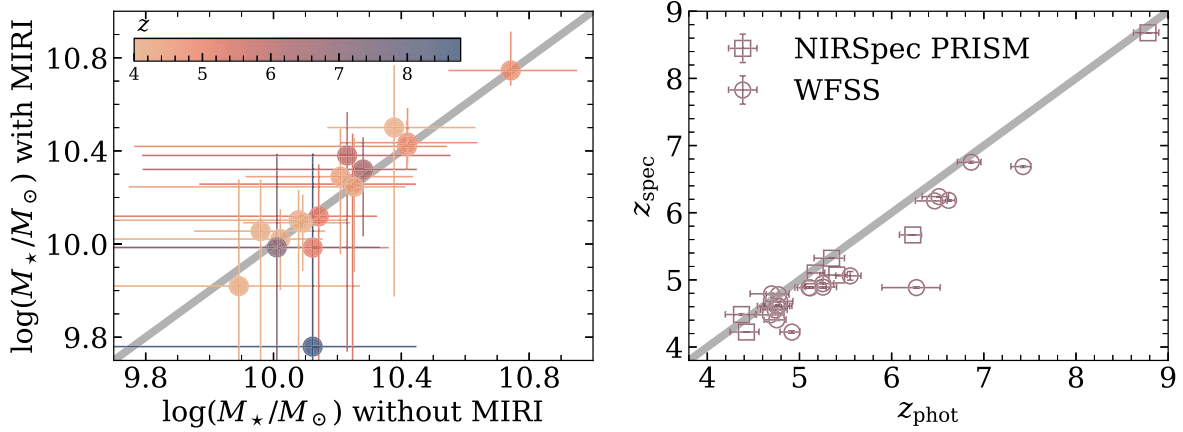 log(M⋆/M⊙) with MIRI
10.8
10.4
10.0
9.8
z
4 5 6 7 8
9.8 10.0 10.4 10.8
log(M⋆/M⊙) without MIRI
z_spec
9
8
7
6
5
4
NIRSpec PRISM
WFSS
4 5 6 7 8 9
z_phot